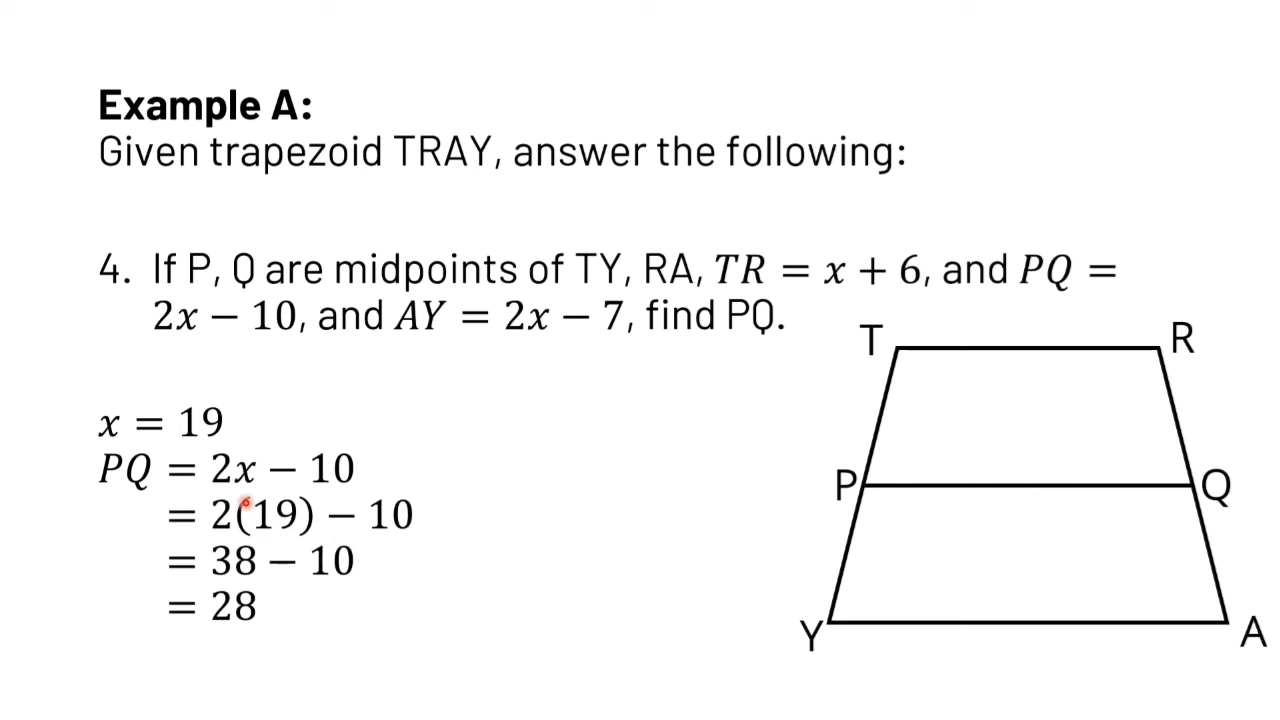 Example A:
Given trapezoid TRAY, answer the following:
4. If P, Q are midpoints of TY, RA, TR = x + 6, and PQ =
2x − 10, and AY = 2x − 7, find PQ.
T
R
x = 19
PQ = 2x − 10
P
Q
= 2(19) − 10
= 38 − 10
= 28
Y
A